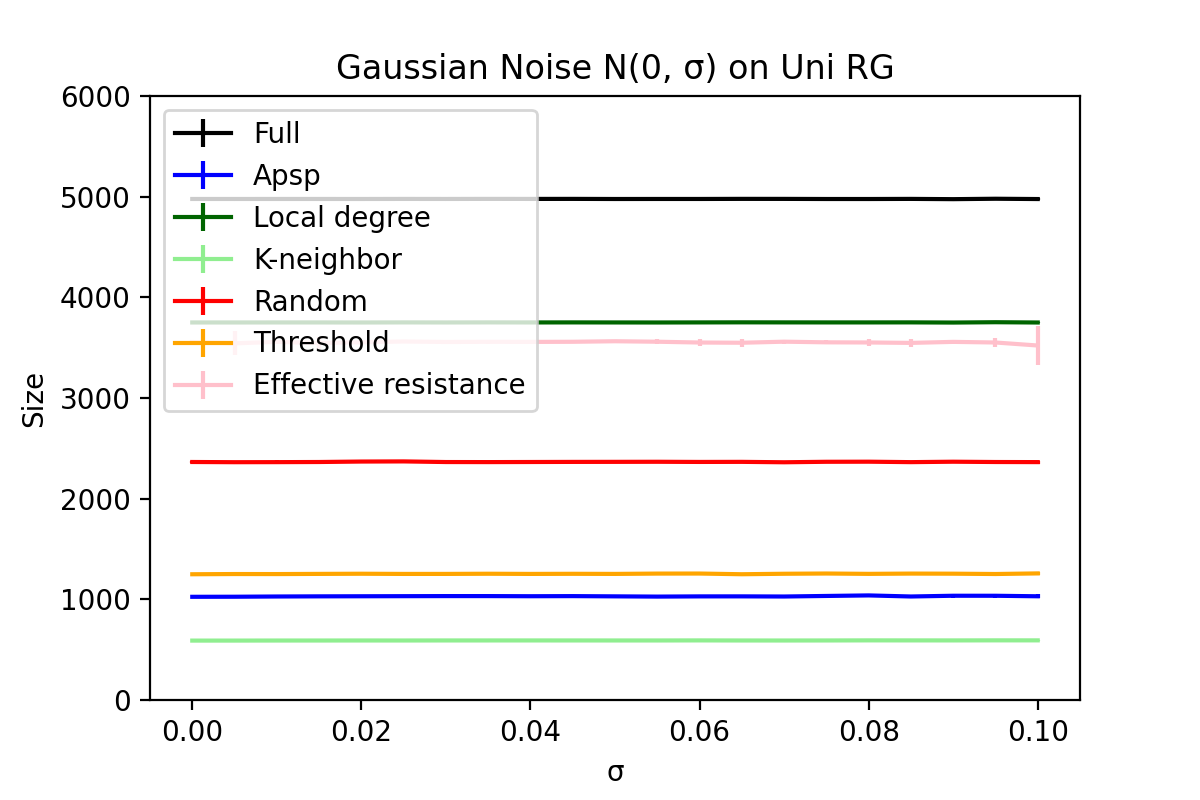 Gaussian Noise N(0, σ) on Uni RG
6000
5000
4000
3000
2000
1000
0
Size
Full
Apsp
Local degree
K-neighbor
Random
Threshold
Effective resistance
0.00 0.02 0.04 0.06 0.08 0.10
σ